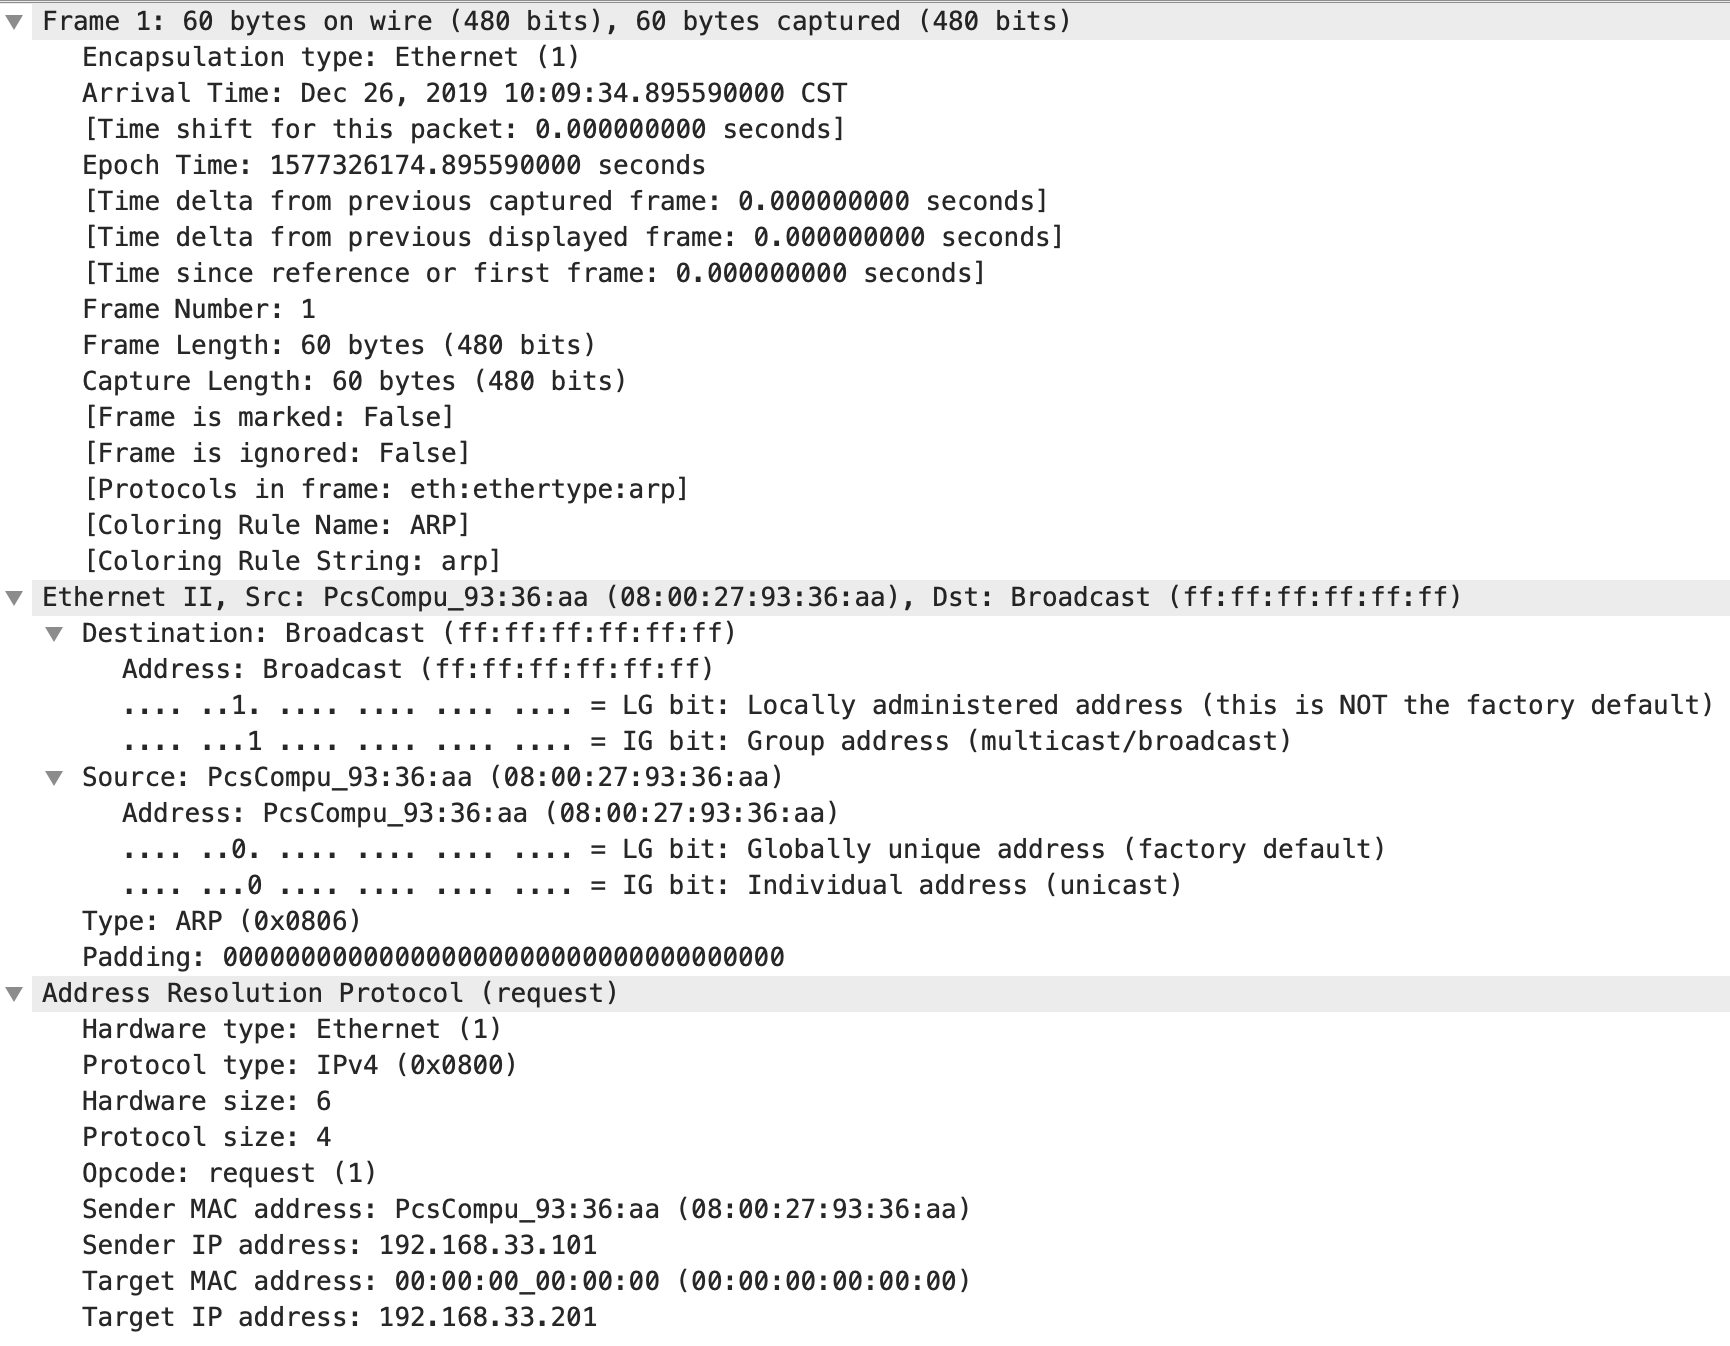 Frame 1: 60 bytes on wire (480 bits), 60 bytes captured (480 bits)
Encapsulation type: Ethernet (1)
Arrival Time: Dec 26, 2019 10:09:34.895590000 CST
[Time shift for this packet: 0.000000000 seconds]
Epoch Time: 1577326174.895590000 seconds
[Time delta from previous captured frame: 0.000000000 seconds]
[Time delta from previous displayed frame: 0.000000000 seconds]
[Time since reference or first frame: 0.000000000 seconds]
Frame Number: 1
Frame Length: 60 bytes (480 bits)
Capture Length: 60 bytes (480 bits)
[Frame is marked: False]
[Frame is ignored: False]
[Protocols in frame: eth:ethertype:arp]
[Coloring Rule Name: ARP]
[Coloring Rule String: arp]
Ethernet II, Src: PcsCompu_93:36:aa (08:00:27:93:36:aa), Dst: Broadcast (ff:ff:ff:ff:ff:ff)
Destination: Broadcast (ff:ff:ff:ff:ff:ff)
Address: Broadcast (ff:ff:ff:ff:ff:ff)
.... ..1. .... .... .... .... = LG bit: Locally administered address (this is NOT the factory default)
.... ...1 .... .... .... .... = IG bit: Group address (multicast/broadcast)
Source: PcsCompu_93:36:aa (08:00:27:93:36:aa)
Address: PcsCompu_93:36:aa (08:00:27:93:36:aa)
.... ..0. .... .... .... .... = LG bit: Globally unique address (factory default)
.... ...0 .... .... .... .... = IG bit: Individual address (unicast)
Type: ARP (0x0806)
Padding: 000000000000000000000000000000000000
Address Resolution Protocol (request)
Hardware type: Ethernet (1)
Protocol type: IPv4 (0x0800)
Hardware size: 6
Protocol size: 4
Opcode: request (1)
Sender MAC address: PcsCompu_93:36:aa (08:00:27:93:36:aa)
Sender IP address: 192.168.33.101
Target MAC address: 00:00:00_00:00:00 (00:00:00:00:00:00)
Target IP address: 192.168.33.201